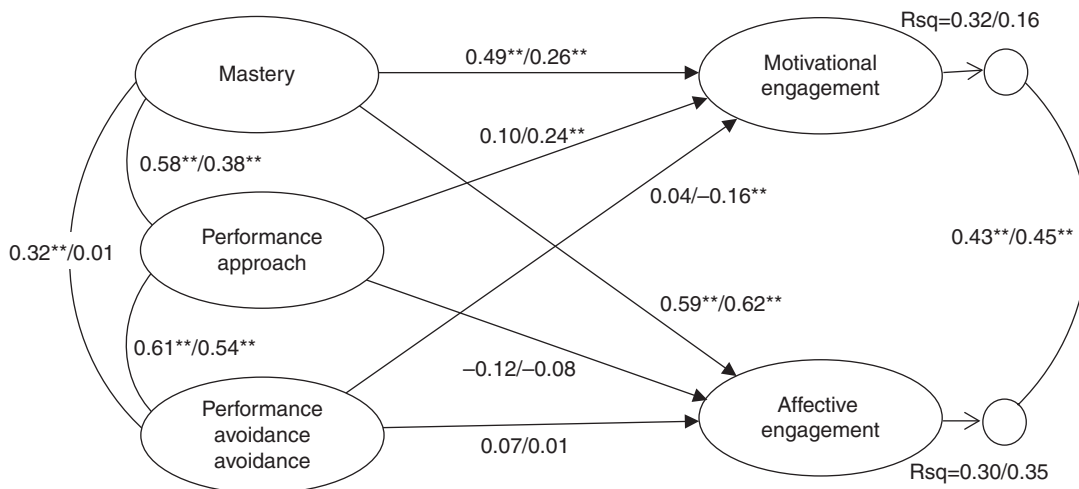 Rsq=0.32/0.16
Mastery
0.49**/0.26**
Motivational
engagement
0.10/0.24**
0.58**/0.38**
0.04/–0.16**
Performance
approach
0.32**/0.01
0.43**/0.45**
0.59**/0.62**
0.61**/0.54**
–0.12/–0.08
Performance
avoidance
avoidance
Affective
engagement
0.07/0.01
Rsq=0.30/0.35